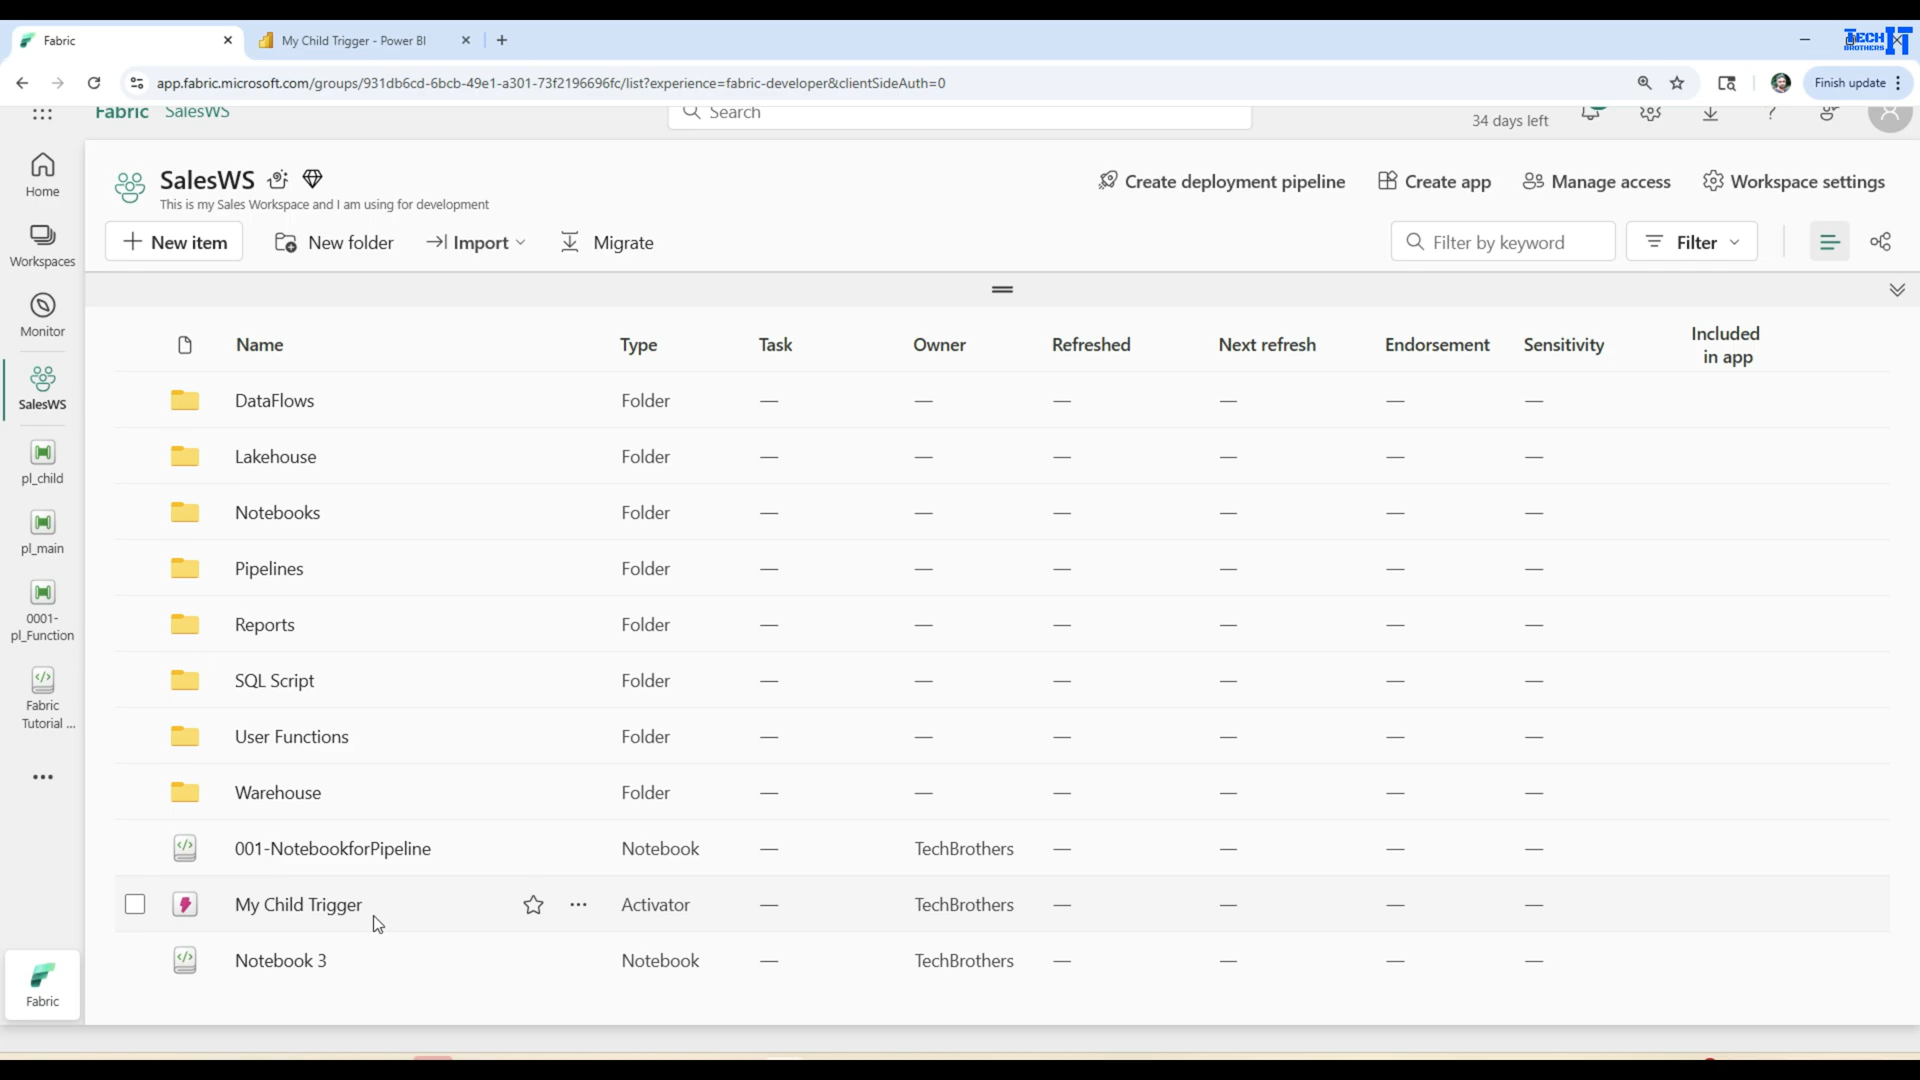 Fabric
My Child Trigger - Power BI
TECH IT
BROTHERS
app.fabric.microsoft.com/groups/931db6cd-6bcb-49e1-a301-73f2196696fc/list?experience=fabric-developer&clientSideAuth=0
Finish update
Fabric SalesWS
Search
34 days left
Home
Workspaces
Monitor
SalesWS
pl_child
pl_main
0001-
pl_Function
Fabric
Tutorial ...
Fabric
SalesWS
This is my Sales Workspace and I am using for development
Create deployment pipeline
Create app
Manage access
Workspace settings
New item
New folder
Import
Migrate
Filter by keyword
Filter
Name Type Task Owner Refreshed Next refresh Endorsement Sensitivity Included
in app
DataFlows Folder — — — — — —
Lakehouse Folder — — — — — —
Notebooks Folder — — — — — —
Pipelines Folder — — — — — —
Reports Folder — — — — — —
SQL Script Folder — — — — — —
User Functions Folder — — — — — —
Warehouse Folder — — — — — —
001-NotebookforPipeline Notebook — TechBrothers — — — —
My Child Trigger Activator — TechBrothers — — — —
Notebook 3 Notebook — TechBrothers — — — —